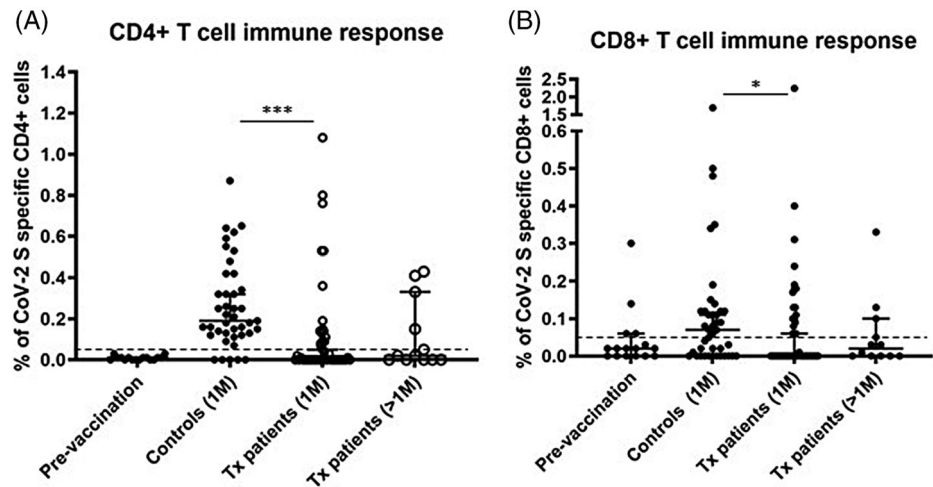 (A)
CD4+ T cell immune response
% of CoV-2 S specific CD4+ cells
1.4
1.2
1.0
0.8
0.6
0.4
0.2
0.0
***
Pre-vaccination
Controls (1M)
Tx patients (1M)
Tx patients (>1M)
(B)
CD8+ T cell immune response
% of CoV-2 S specific CD8+ cells
2.5
2.0
1.5
1.0
0.6
0.5
0.4
0.3
0.2
0.1
0.0
*
Pre-vaccination
Controls (1M)
Tx patients (1M)
Tx patients (>1M)